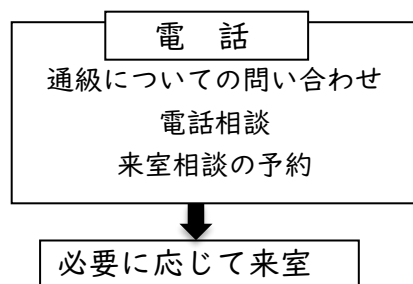 電　話
通級についての問い合わせ
電話相談
来室相談の予約
必要に応じて来室